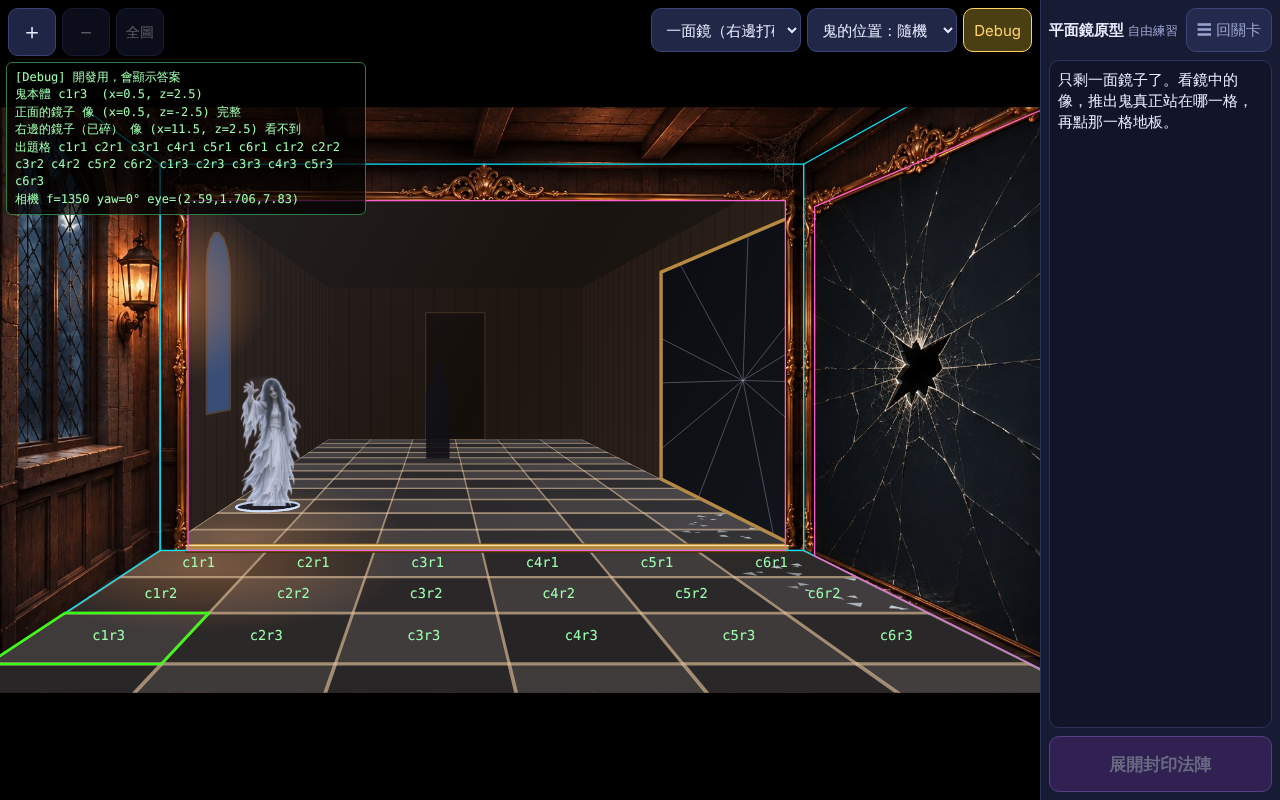 ＋ － 全圖 一面鏡（右邊打 鬼的位置：隨機 Debug 平面鏡原型 自由練習 ☰ 回關卡
[Debug] 開發用，會顯示答案
鬼本體 c1r3 (x=0.5, z=2.5)
正面的鏡子 像 (x=0.5, z=-2.5) 完整
右邊的鏡子（已碎） 像 (x=11.5, z=2.5) 看不到
出題格 c1r1 c2r1 c3r1 c4r1 c5r1 c6r1 c1r2 c2r2
c3r2 c4r2 c5r2 c6r2 c1r3 c2r3 c3r3 c4r3 c5r3
c6r3
相機 f=1350 yaw=0° eye=(2.59,1.706,7.83)
只剩一面鏡子了。看鏡中的
像，推出鬼真正站在哪一格，
再點那一格地板。
c1r1 c2r1 c3r1 c4r1 c5r1 c6r1
c1r2 c2r2 c3r2 c4r2 c5r2 c6r2
c1r3 c2r3 c3r3 c4r3 c5r3 c6r3
展開封印法陣